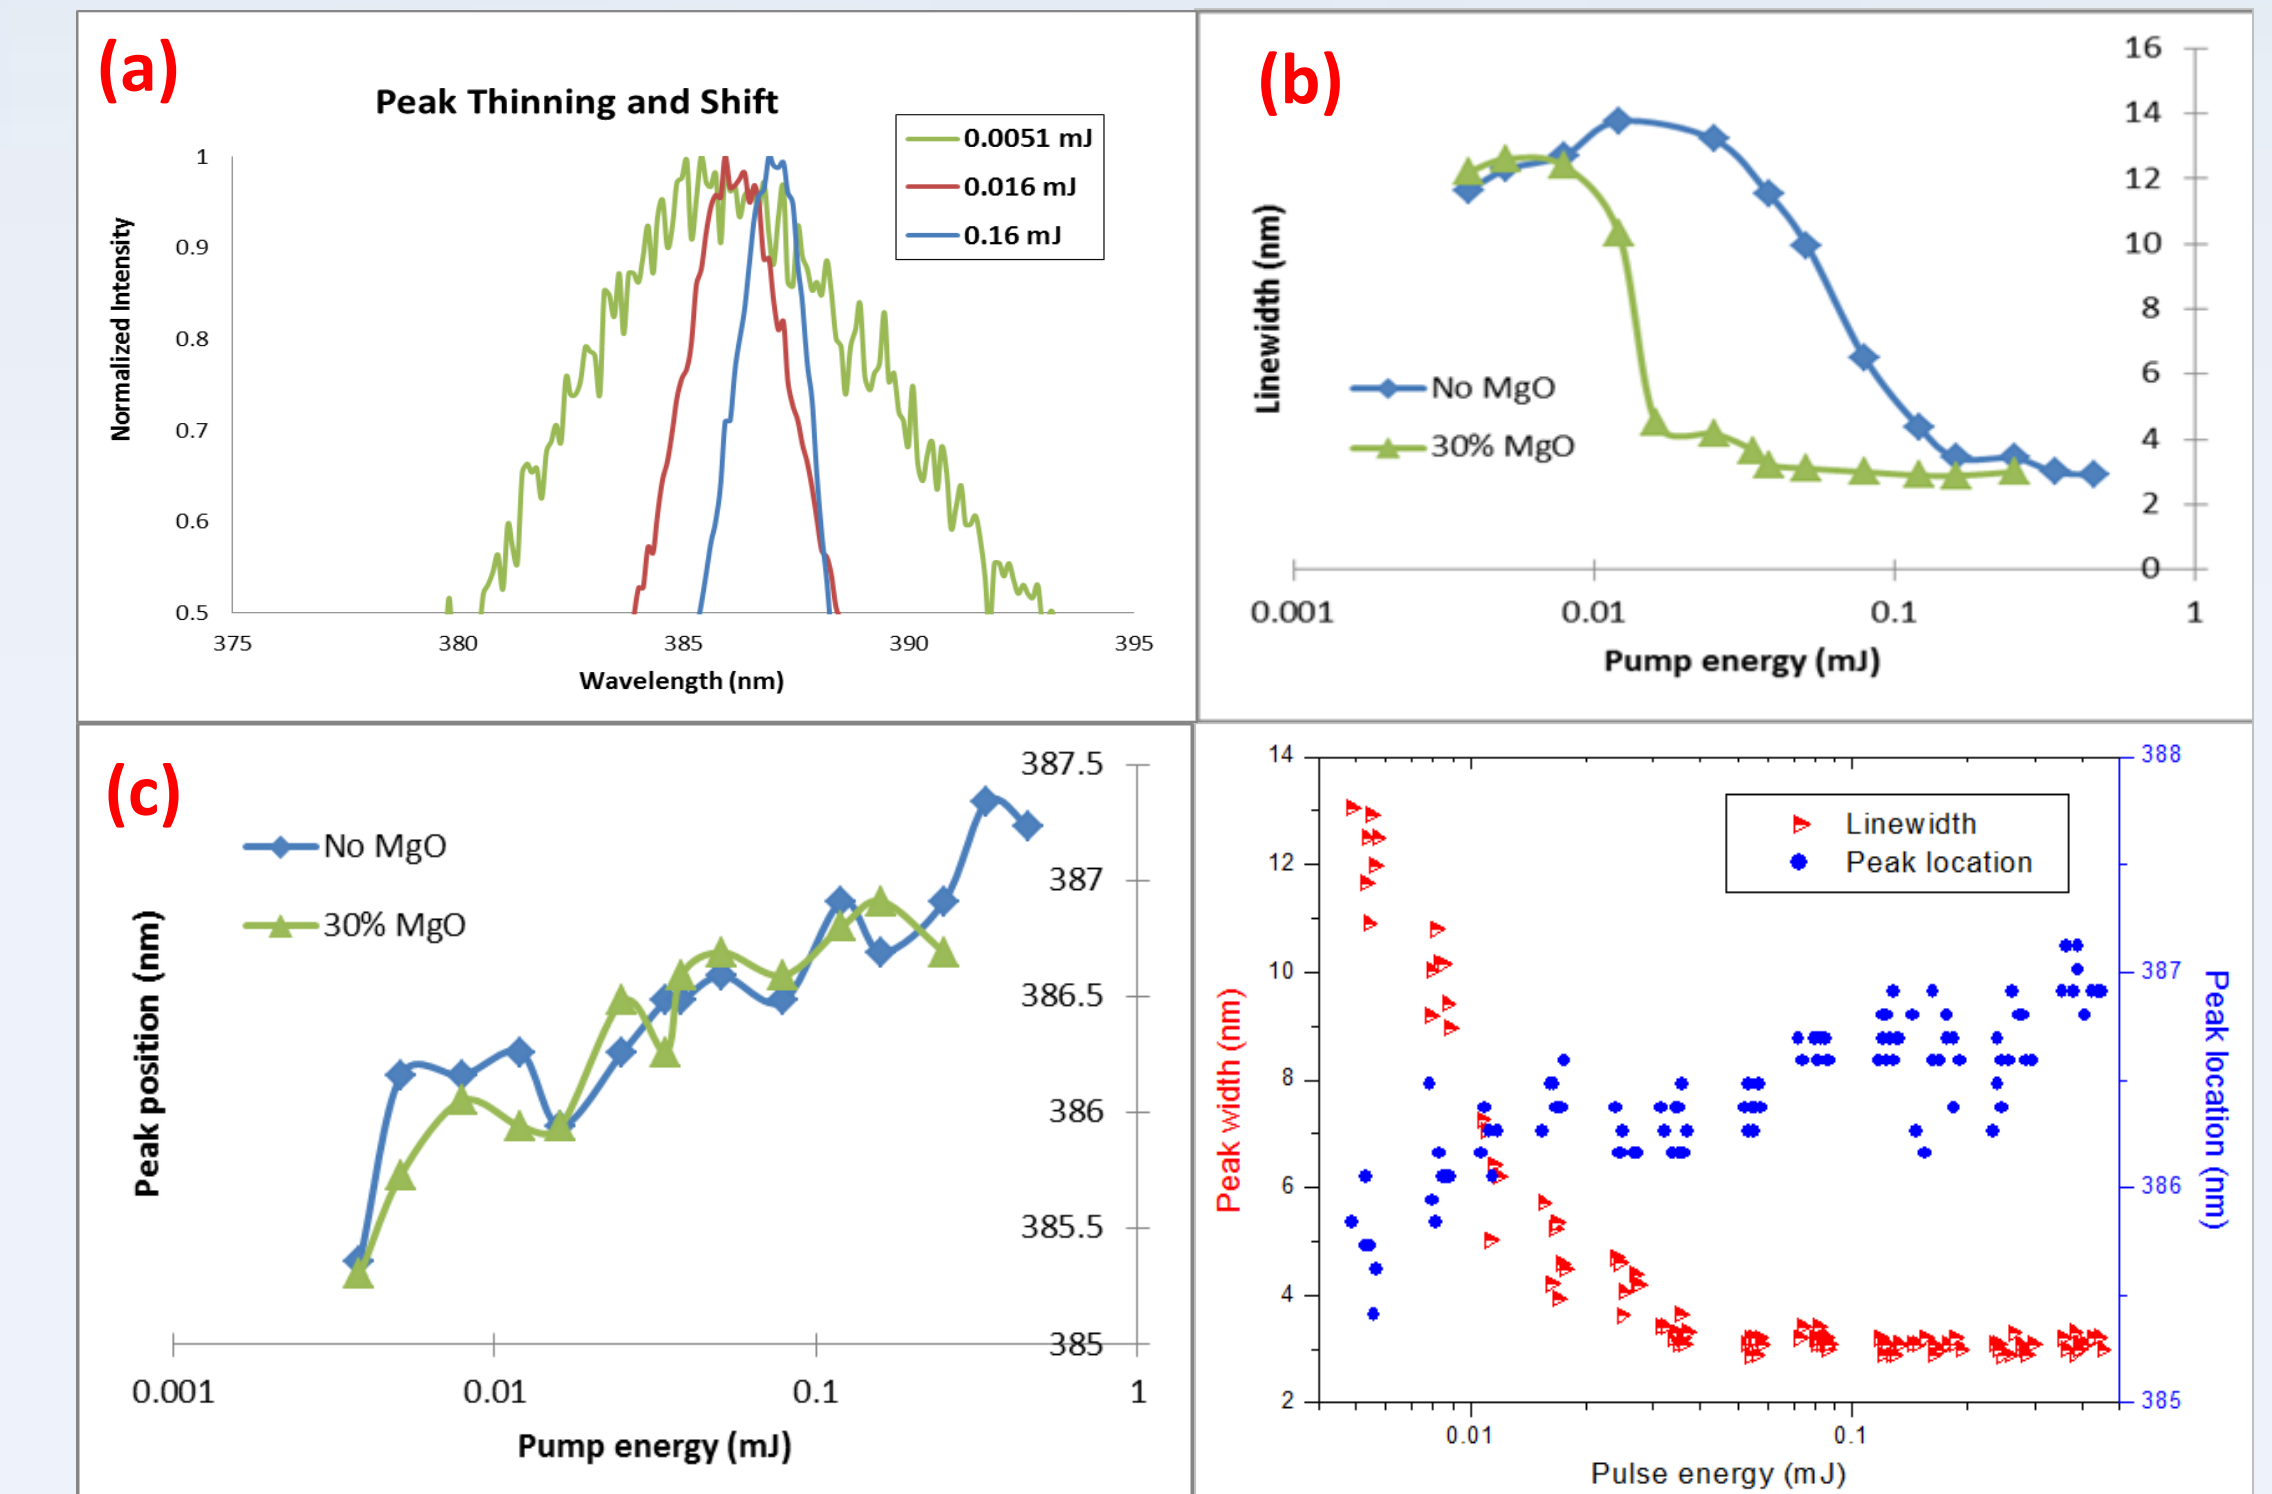 (a)
Peak Thinning and Shift
0.0051 mJ
0.016 mJ
0.16 mJ
1
0.9
0.8
0.7
0.6
0.5
Normalized Intensity
375 380 385 390 395
Wavelength (nm)
(b)
16
14
12
10
8
6
4
2
0
Linewidth (nm)
No MgO
30% MgO
0.001 0.01 0.1 1
Pump energy (mJ)
(c)
387.5
387
386.5
386
385.5
385
No MgO
30% MgO
Peak position (nm)
0.001 0.01 0.1 1
Pump energy (mJ)
14
12
10
8
6
4
2
Peak width (nm)
Linewidth
Peak location
388
387
386
385
Peak location (nm)
0.01 0.1
Pulse energy (mJ)